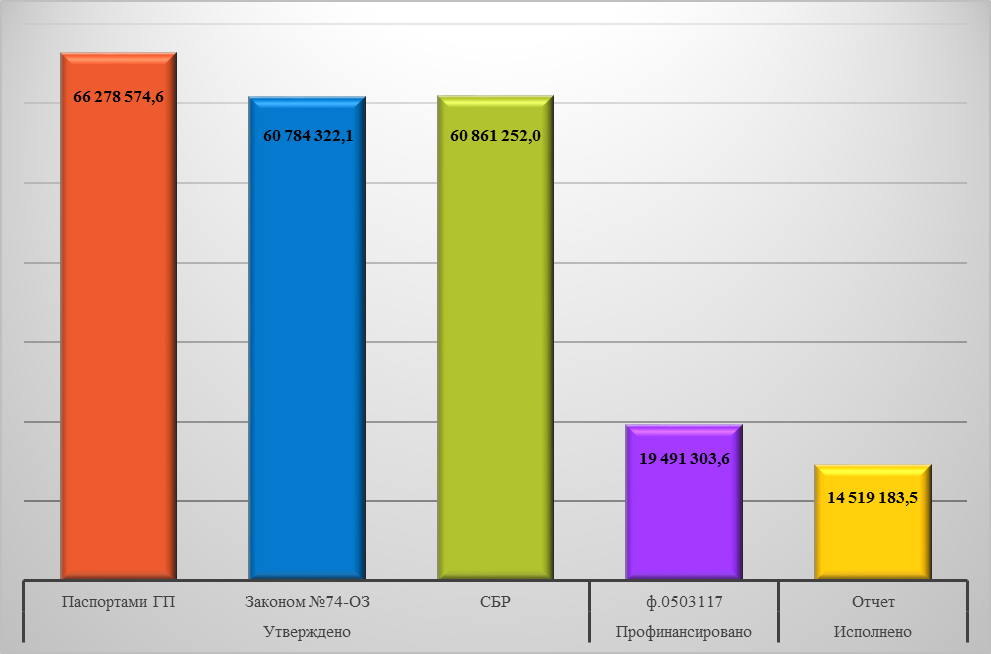 66 278 574,6
60 784 322,1
60 861 252,0
19 491 303,6
14 519 183,5
Паспортами ГП
Законом №74-ОЗ
СБР
ф.0503117
Отчет
Утверждено
Профинансировано
Исполнено